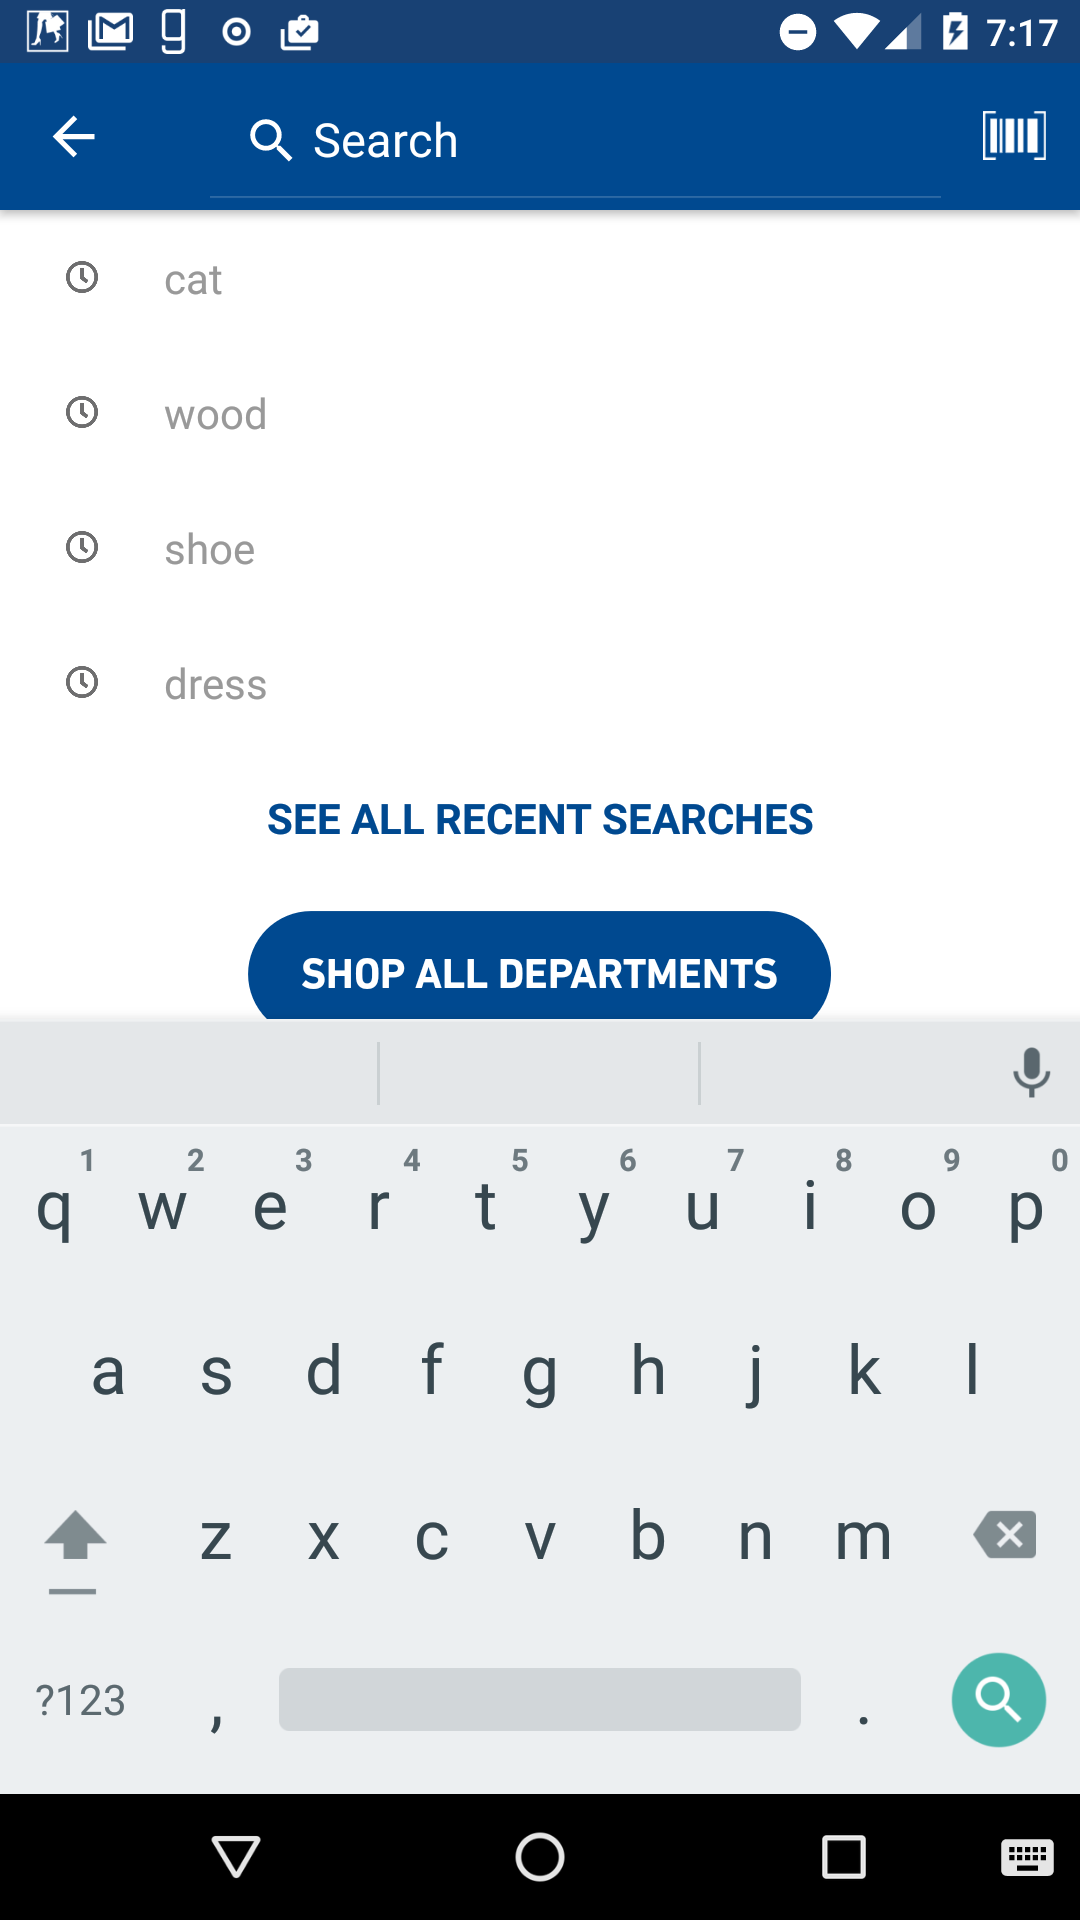 7:17
Search
cat
wood
shoe
dress
SEE ALL RECENT SEARCHES
SHOP ALL DEPARTMENTS
1 2 3 4 5 6 7 8 9 0
q w e r t y u i o p
a s d f g h j k l
z x c v b n m
?123 , .